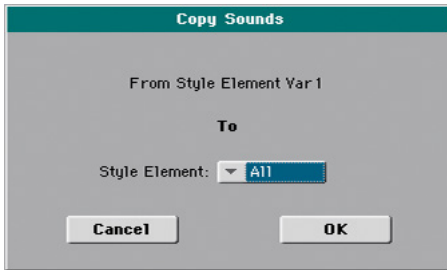 Copy Sounds
From Style Element Var1
To
Style Element: All
Cancel OK